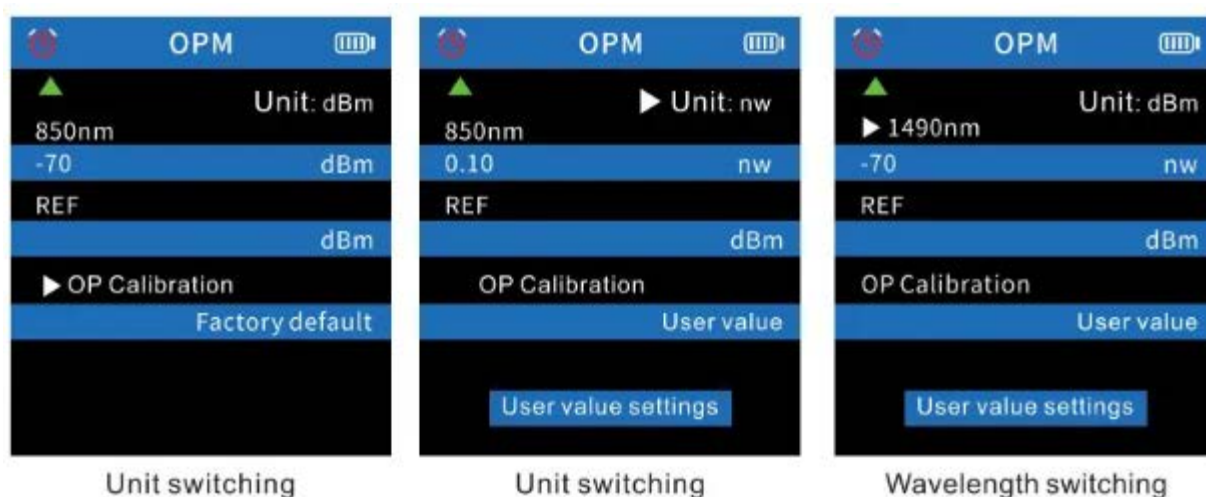 OPM
Unit: dBm
850nm
-70 dBm
REF
dBm
OP Calibration
Factory default
Unit switching
OPM
Unit: nw
850nm
0.10 nw
REF
dBm
OP Calibration
User value
User value settings
Unit switching
OPM
Unit: dBm
1490nm
-70 nw
REF
dBm
OP Calibration
User value
User value settings
Wavelength switching